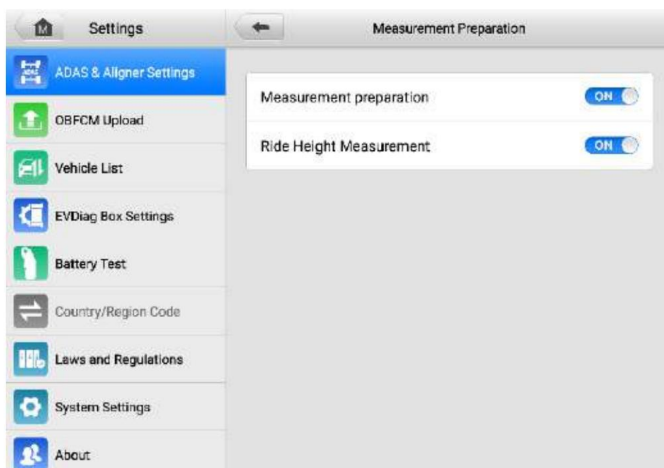 M
Settings
Measurement Preparation
ADAS
ADAS & Aligner Settings
OBFCM Upload
Vehicle List
EVDiag Box Settings
Battery Test
Country/Region Code
Laws and Regulations
System Settings
About
Measurement preparation ON
Ride Height Measurement ON